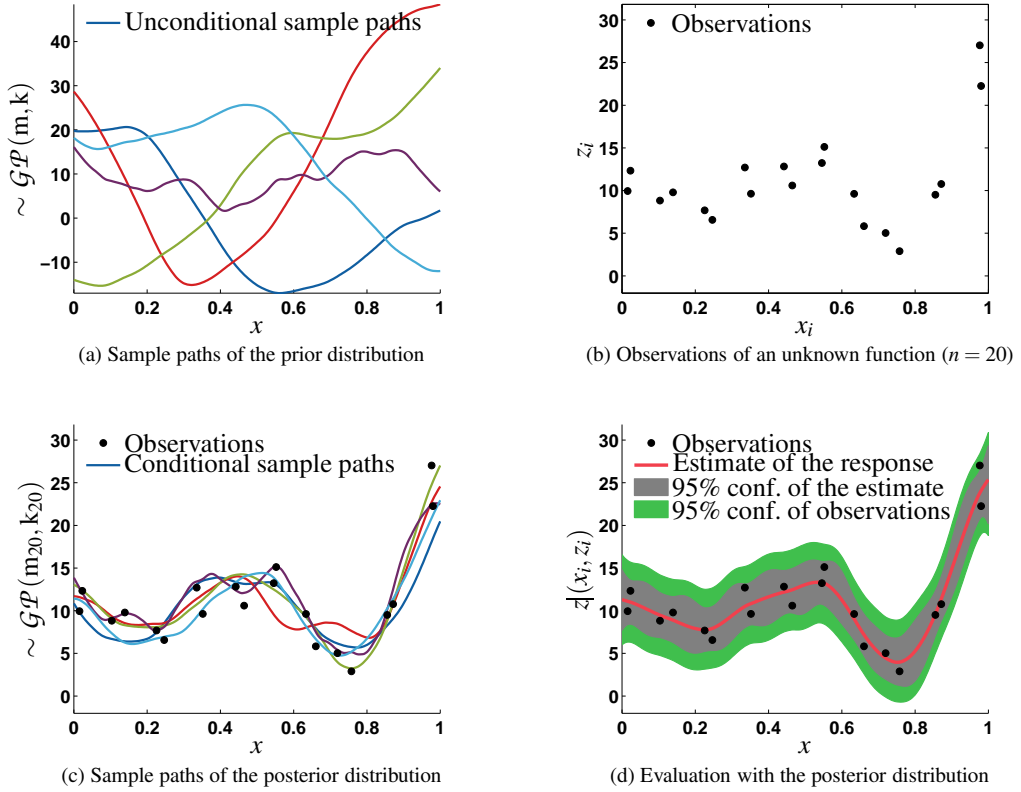 Unconditional sample paths
40
30
20
10
0
−10
∼ 𝒢𝒫 (m, k)
0 0.2 0.4 0.6 0.8 1
x
(a) Sample paths of the prior distribution
Observations
30
25
20
15
10
5
0
z_i
0 0.2 0.4 0.6 0.8 1
x_i
(b) Observations of an unknown function (n = 20)
Observations
Conditional sample paths
30
25
20
15
10
5
0
∼ 𝒢𝒫 (m_20, k_20)
0 0.2 0.4 0.6 0.8 1
x
(c) Sample paths of the posterior distribution
Observations
Estimate of the response
95% conf. of the estimate
95% conf. of observations
30
25
20
15
10
5
0
z|(x_i, z_i)
0 0.2 0.4 0.6 0.8 1
x
(d) Evaluation with the posterior distribution